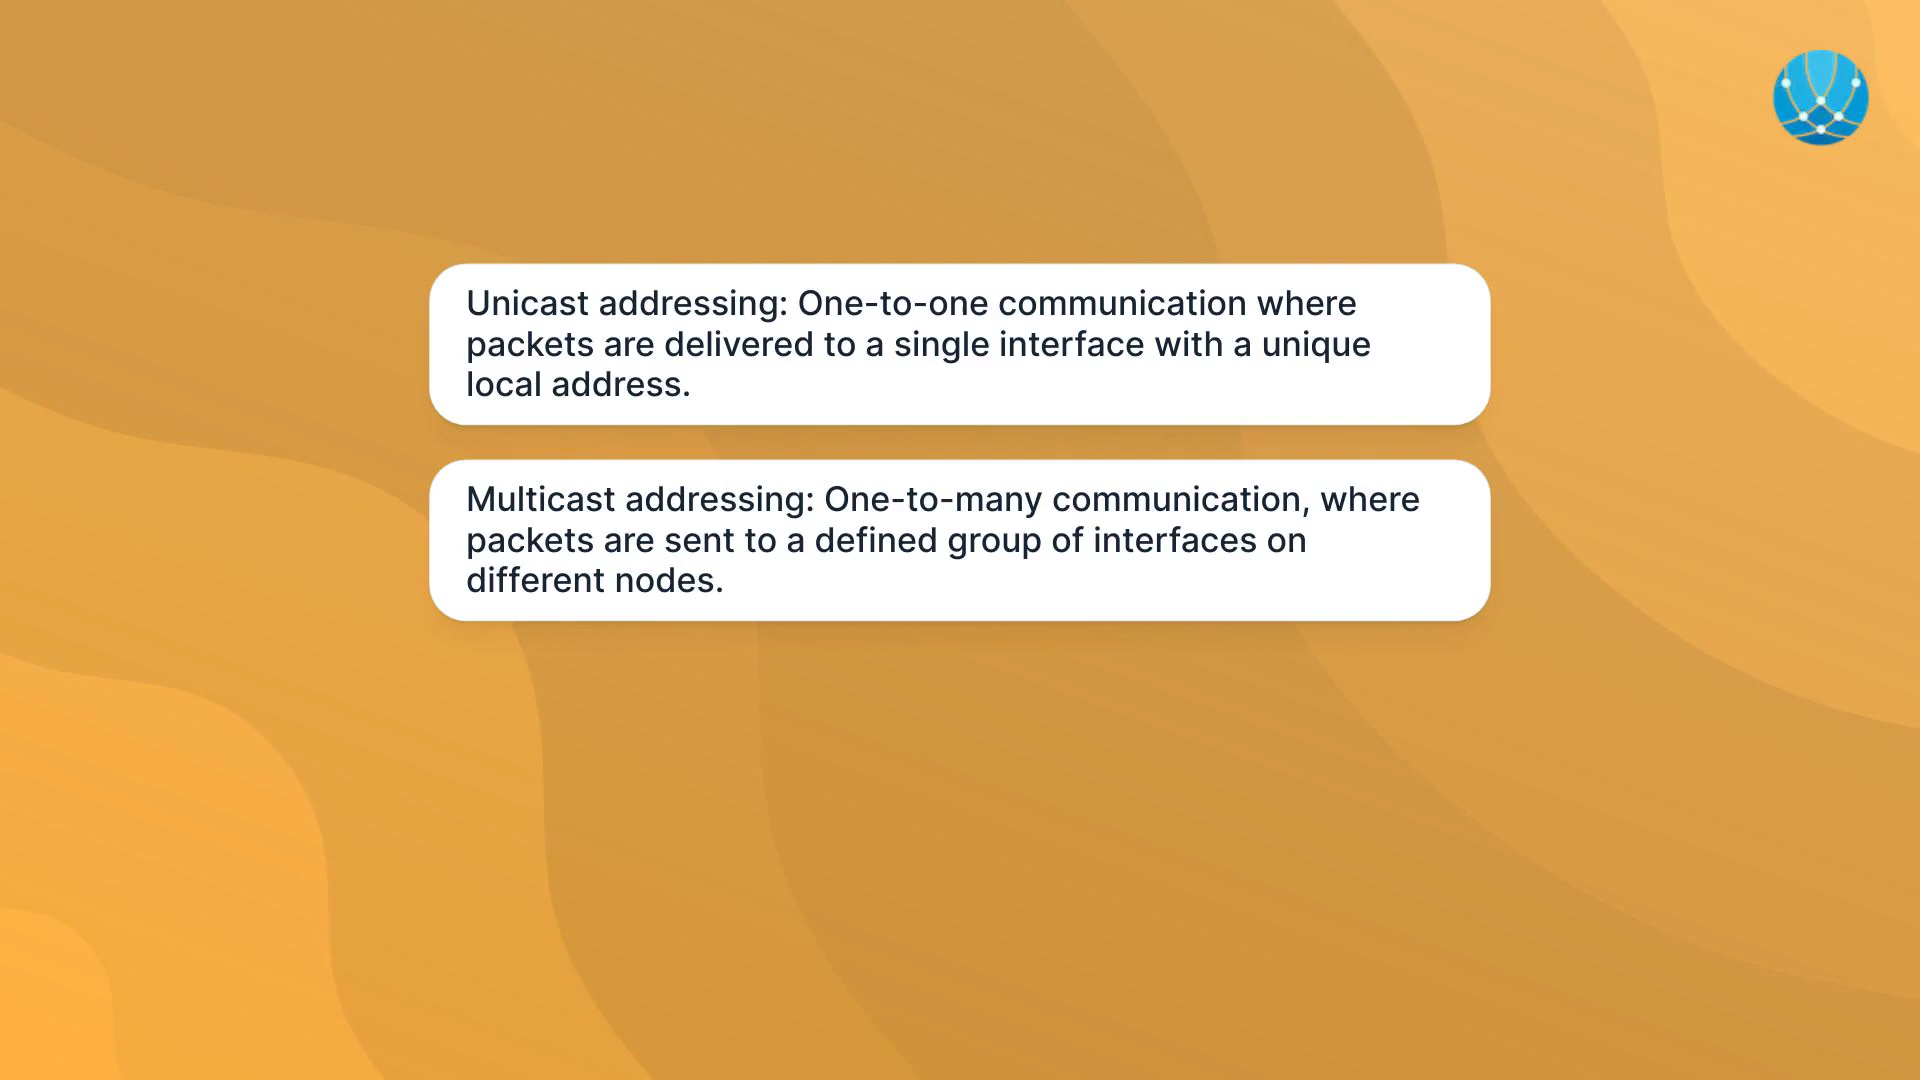 Unicast addressing: One-to-one communication where
packets are delivered to a single interface with a unique
local address.
Multicast addressing: One-to-many communication, where
packets are sent to a defined group of interfaces on
different nodes.